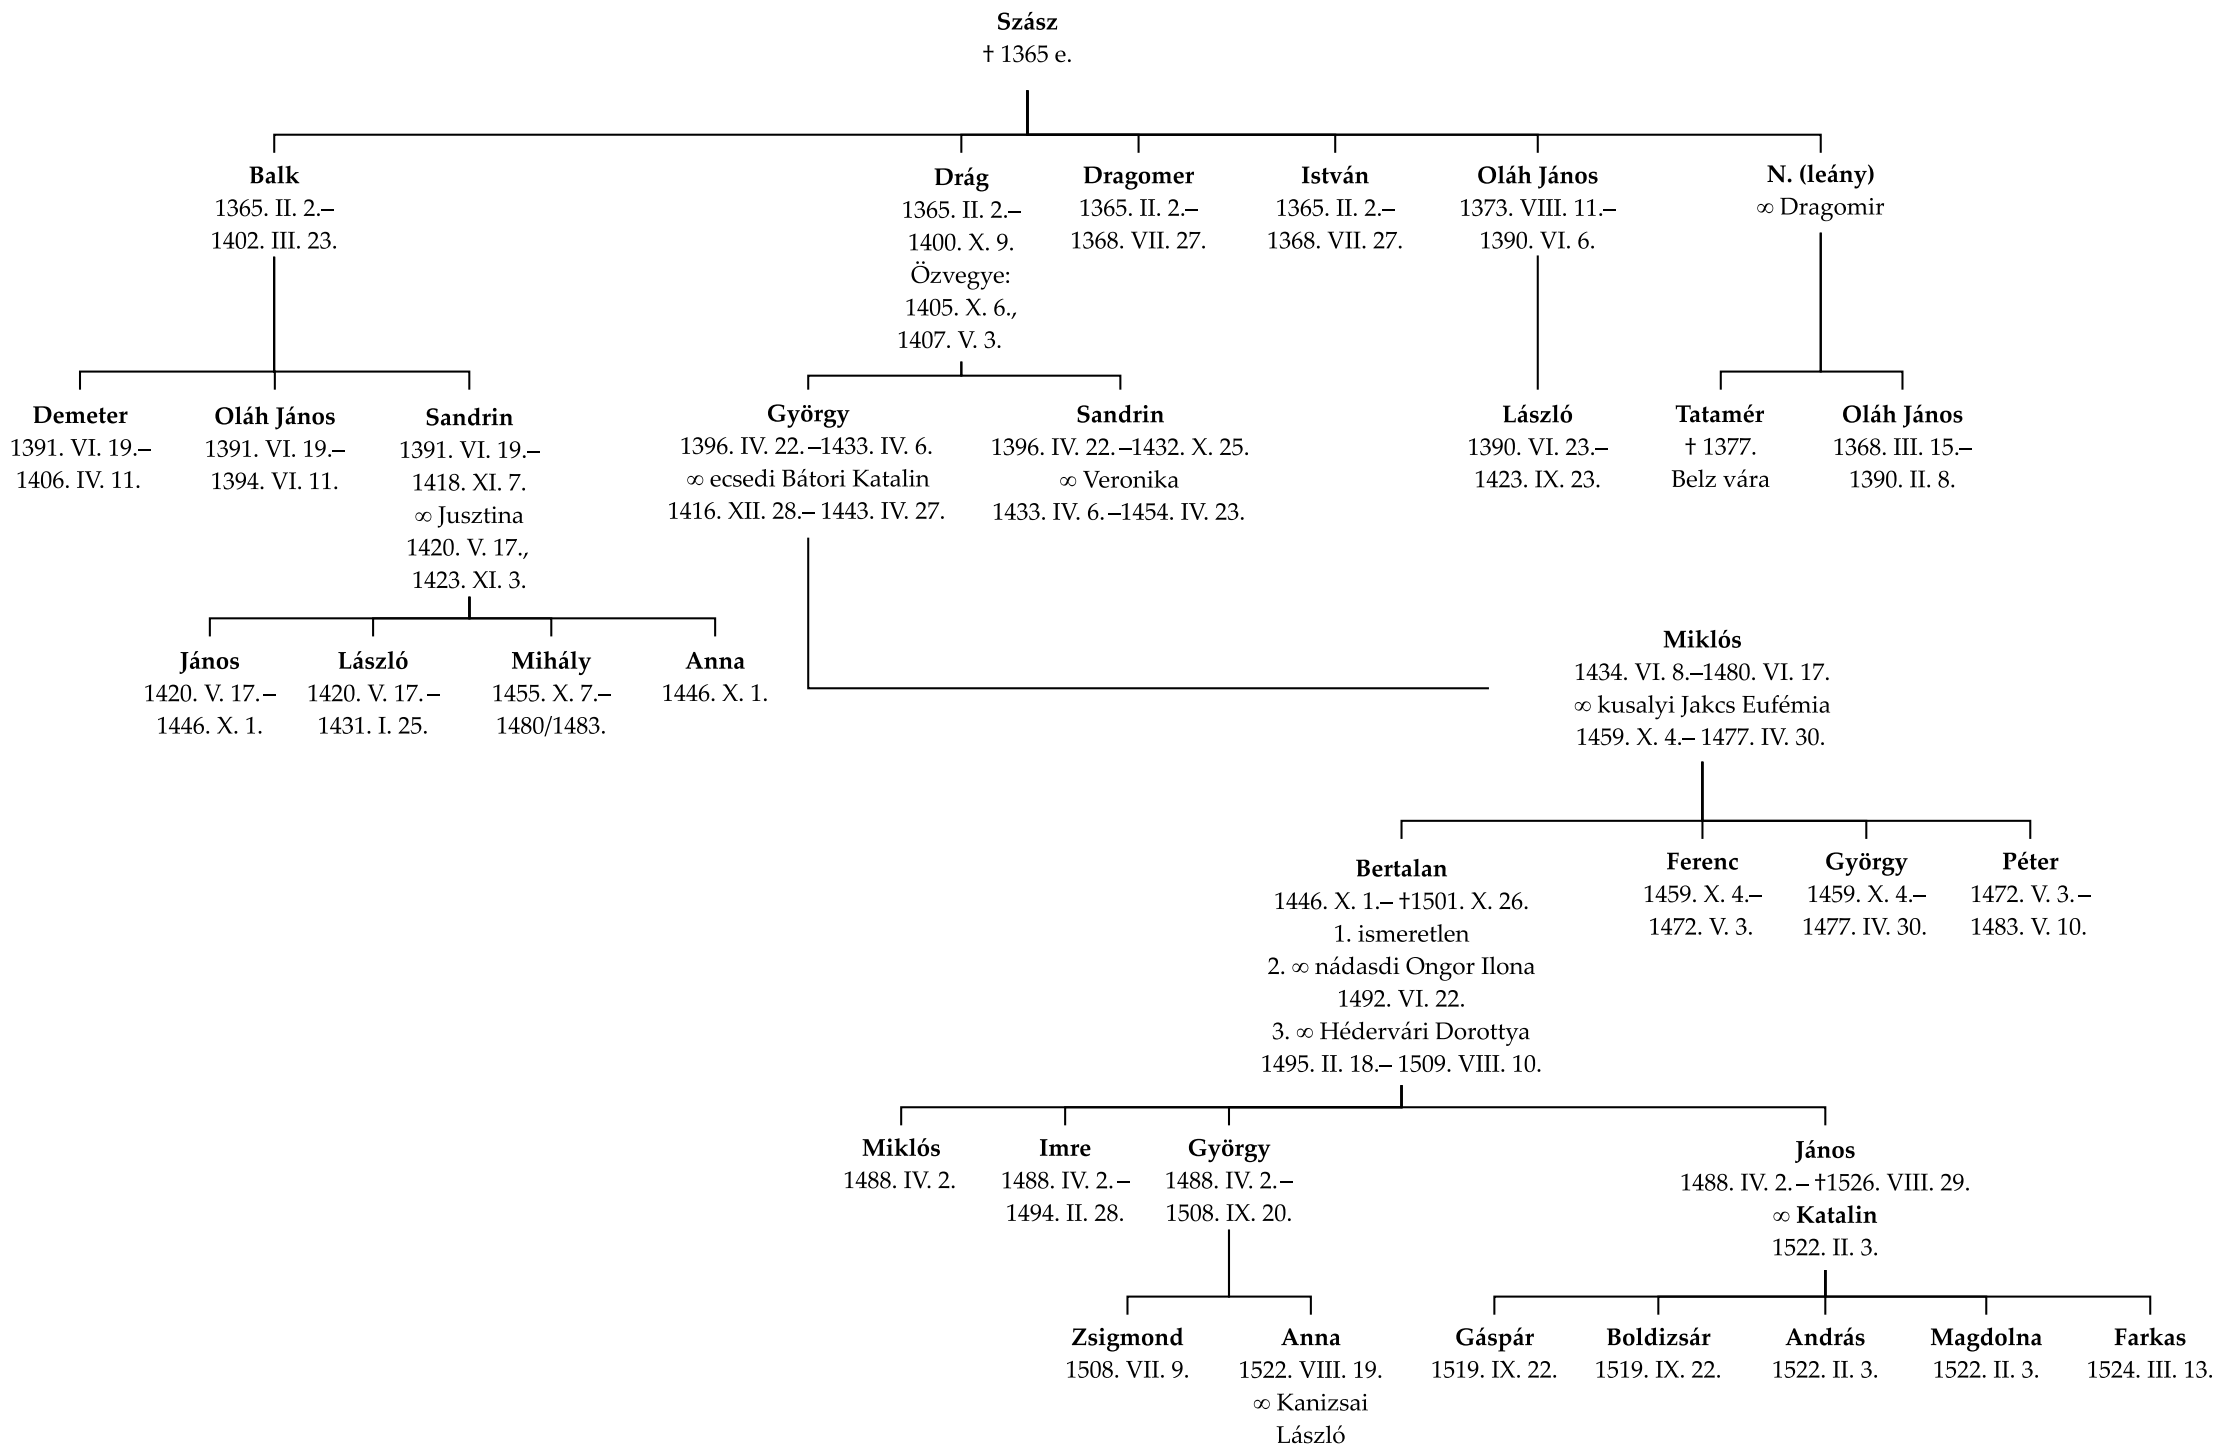 Szász
† 1365 e.
Balk
1365. II. 2.–
1402. III. 23.
Drág
1365. II. 2.–
1400. X. 9.
Özvegye:
1405. X. 6.,
1407. V. 3.
Dragomer
1365. II. 2.–
1368. VII. 27.
István
1365. II. 2.–
1368. VII. 27.
Oláh János
1373. VIII. 11.–
1390. VI. 6.
N. (leány)
∞ Dragomir
Demeter
1391. VI. 19.–
1406. IV. 11.
Oláh János
1391. VI. 19.–
1394. VI. 11.
Sandrin
1391. VI. 19.–
1418. XI. 7.
∞ Jusztina
1420. V. 17.,
1423. XI. 3.
György
1396. IV. 22.–1433. IV. 6.
∞ ecsedi Bátori Katalin
1416. XII. 28.– 1443. IV. 27.
Sandrin
1396. IV. 22.–1432. X. 25.
∞ Veronika
1433. IV. 6.–1454. IV. 23.
László
1390. VI. 23.–
1423. IX. 23.
Tatamér
† 1377.
Belz vára
Oláh János
1368. III. 15.–
1390. II. 8.
János
1420. V. 17.–
1446. X. 1.
László
1420. V. 17.–
1431. I. 25.
Mihály
1455. X. 7.–
1480/1483.
Anna
1446. X. 1.
Miklós
1434. VI. 8.–1480. VI. 17.
∞ kusalyi Jakcs Eufémia
1459. X. 4.– 1477. IV. 30.
Bertalan
1446. X. 1.– †1501. X. 26.
1. ismeretlen
2. ∞ nádasdi Ongor Ilona
1492. VI. 22.
3. ∞ Hédervári Dorottya
1495. II. 18.– 1509. VIII. 10.
Ferenc
1459. X. 4.–
1472. V. 3.
György
1459. X. 4.–
1477. IV. 30.
Péter
1472. V. 3.–
1483. V. 10.
Miklós
1488. IV. 2.
Imre
1488. IV. 2.–
1494. II. 28.
György
1488. IV. 2.–
1508. IX. 20.
János
1488. IV. 2.– †1526. VIII. 29.
∞ Katalin
1522. II. 3.
Zsigmond
1508. VII. 9.
Anna
1522. VIII. 19.
∞ Kanizsai
László
Gáspár
1519. IX. 22.
Boldizsár
1519. IX. 22.
András
1522. II. 3.
Magdolna
1522. II. 3.
Farkas
1524. III. 13.